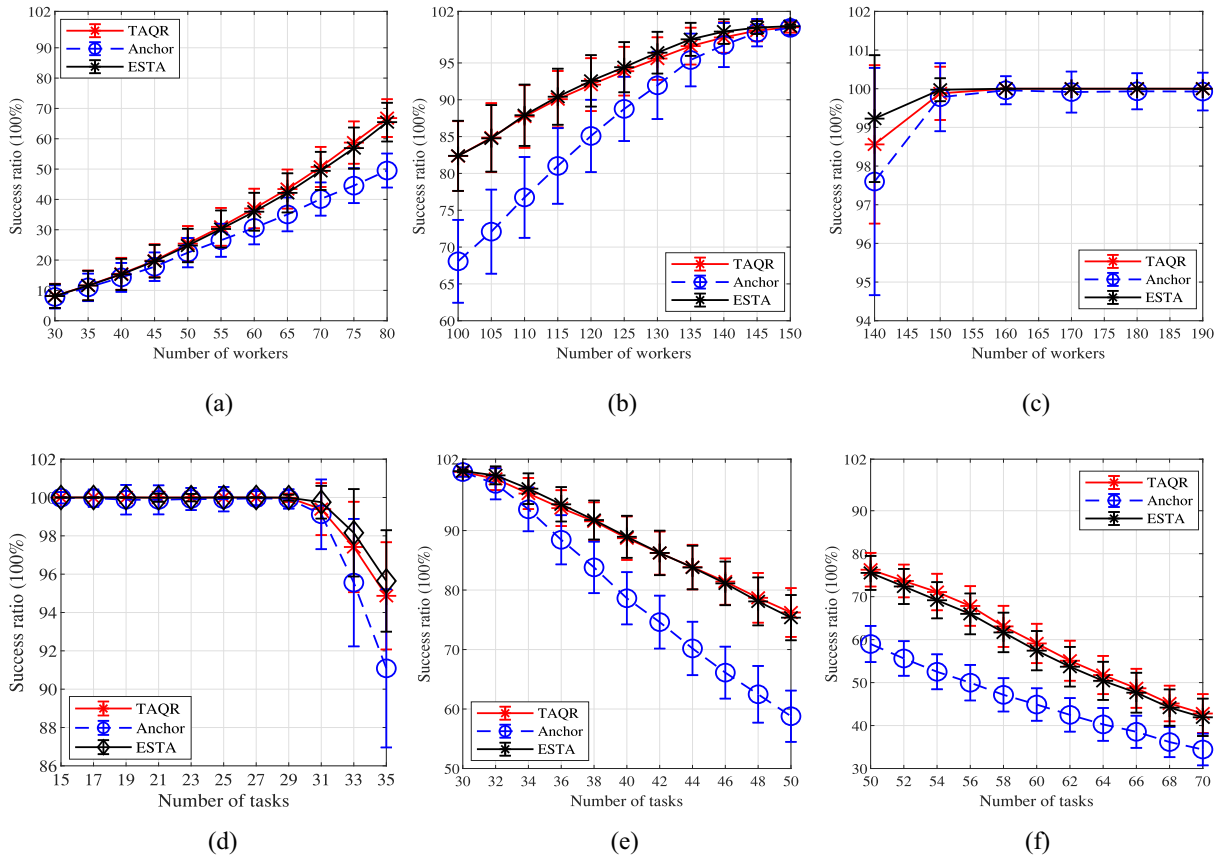 102
90
80
70
60
50
40
30
20
10
0
Success ratio (100%)
TAQR
Anchor
ESTA
30 35 40 45 50 55 60 65 70 75 80
Number of workers
(a)
102
95
90
85
80
75
70
65
60
Success ratio (100%)
TAQR
Anchor
ESTA
100 105 110 115 120 125 130 135 140 145 150
Number of workers
(b)
102
101
100
99
98
97
96
95
94
Success ratio (100%)
TAQR
Anchor
ESTA
140 145 150 155 160 165 170 175 180 185 190
Number of workers
(c)
102
100
98
96
94
92
90
88
86
Success ratio (100%)
TAQR
Anchor
ESTA
15 17 19 21 23 25 27 29 31 33 35
Number of tasks
(d)
102
90
80
70
60
50
Success ratio (100%)
TAQR
Anchor
ESTA
30 32 34 36 38 40 42 44 46 48 50
Number of tasks
(e)
102
90
80
70
60
50
40
30
Success ratio (100%)
TAQR
Anchor
ESTA
50 52 54 56 58 60 62 64 66 68 70
Number of tasks
(f)